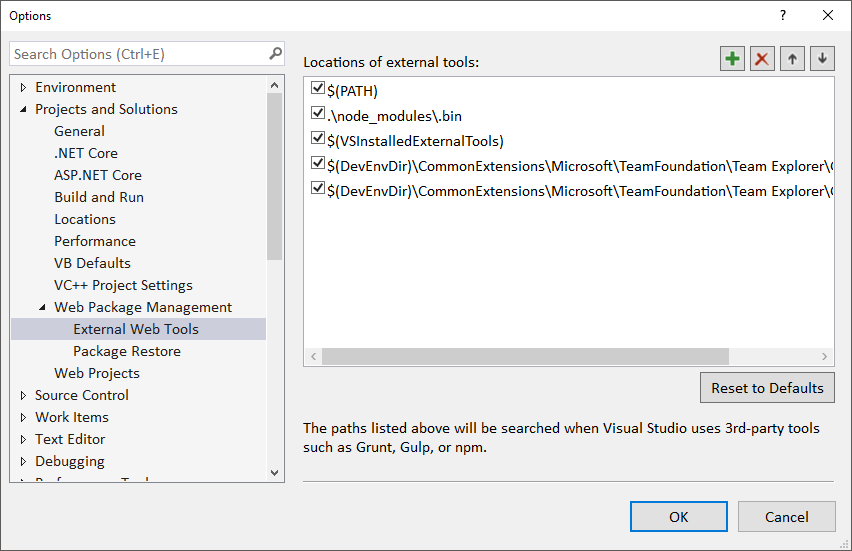 Options
Search Options (Ctrl+E)
Environment
Projects and Solutions
General
.NET Core
ASP.NET Core
Build and Run
Locations
Performance
VB Defaults
VC++ Project Settings
Web Package Management
External Web Tools
Package Restore
Web Projects
Source Control
Work Items
Text Editor
Debugging
Locations of external tools:
$(PATH)
.\node_modules\.bin
$(VSInstalledExternalTools)
$(DevEnvDir)\CommonExtensions\Microsoft\TeamFoundation\Team Explorer\
$(DevEnvDir)\CommonExtensions\Microsoft\TeamFoundation\Team Explorer\
Reset to Defaults
The paths listed above will be searched when Visual Studio uses 3rd-party tools
such as Grunt, Gulp, or npm.
OK
Cancel